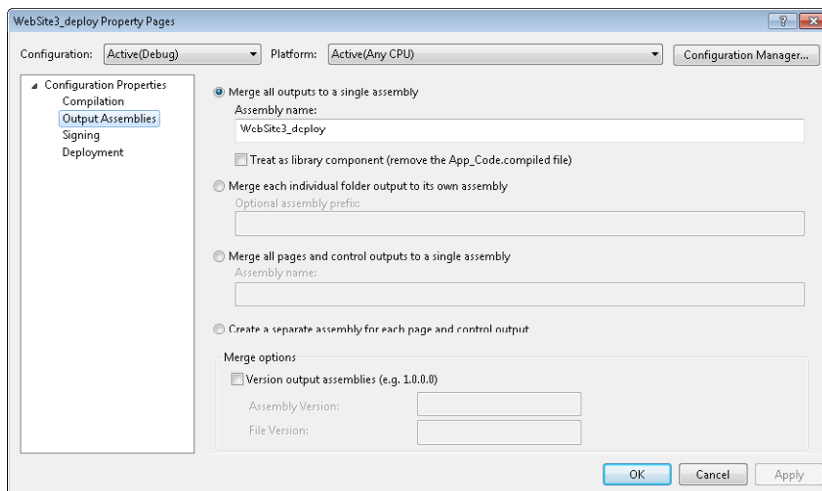 WebSite3_deploy Property Pages
Configuration: Active(Debug) Platform: Active(Any CPU) Configuration Manager...
Configuration Properties
Compilation
Output Assemblies
Signing
Deployment
Merge all outputs to a single assembly
Assembly name:
WebSite3_deploy
Treat as library component (remove the App_Code.compiled file)
Merge each individual folder output to its own assembly
Optional assembly prefix:
Merge all pages and control outputs to a single assembly
Assembly name:
Create a separate assembly for each page and control output
Merge options
Version output assemblies (e.g. 1.0.0.0)
Assembly Version:
File Version:
OK Cancel Apply